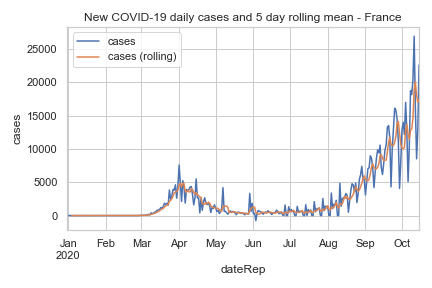 New COVID-19 daily cases and 5 day rolling mean - France
cases
cases (rolling)
25000
20000
15000
10000
5000
0
cases
Jan Feb Mar Apr May Jun Jul Aug Sep Oct
2020
dateRep